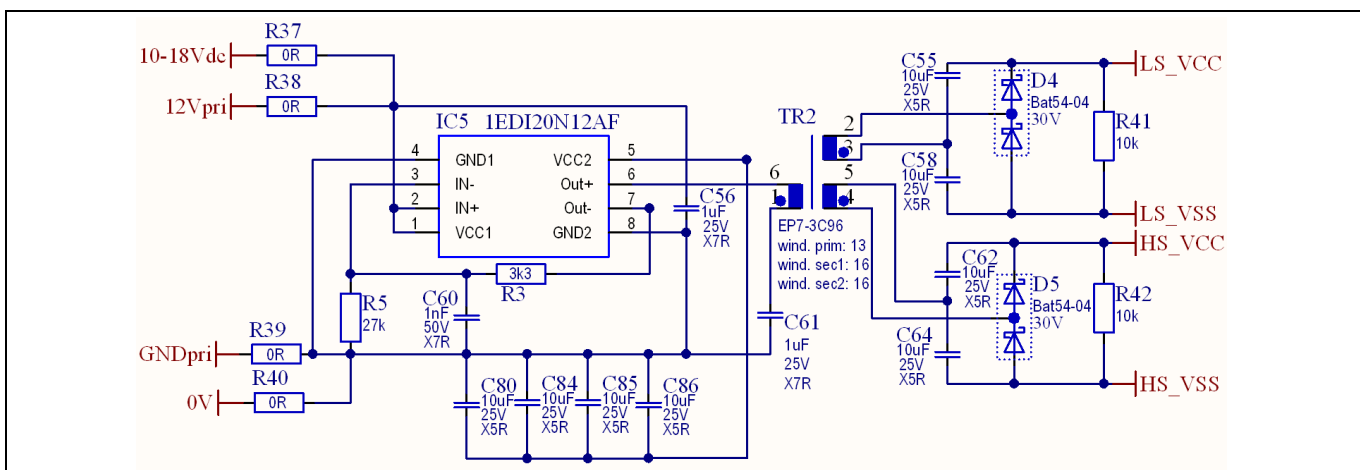 R37
10-18Vdc
0R
R38
12Vpri
0R
IC5 1EDI20N12AF
4 GND1 VCC2 5
3 IN- Out+ 6
2 IN+ Out- 7
1 VCC1 GND2 8
C56
1uF
25V
X7R
3k3
R3
R5
27k
C60
1nF
50V
X7R
R39
GNDpri
0R
R40
0V
0R
C80
10uF
25V
X5R
C84
10uF
25V
X5R
C85
10uF
25V
X5R
C86
10uF
25V
X5R
TR2
2
3
6
5
1
4
EP7-3C96
wind. prim: 13
wind. sec1: 16
wind. sec2: 16
C61
1uF
25V
X7R
C55
10uF
25V
X5R
C58
10uF
25V
X5R
D4
Bat54-04
30V
R41
10k
LS_VCC
LS_VSS
HS_VCC
C62
10uF
25V
X5R
C64
10uF
25V
X5R
D5
Bat54-04
30V
R42
10k
HS_VSS